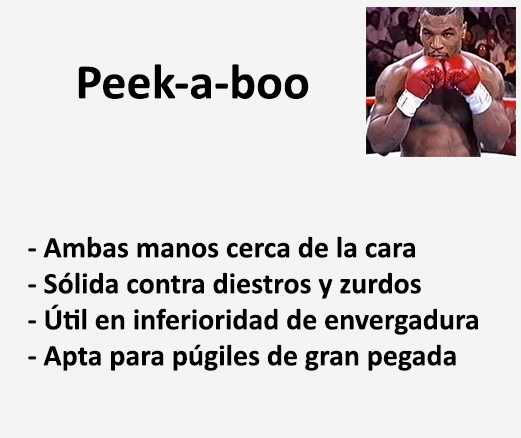 Peek-a-boo
- Ambas manos cerca de la cara
- Sólida contra diestros y zurdos
- Útil en inferioridad de envergadura
- Apta para púgiles de gran pegada